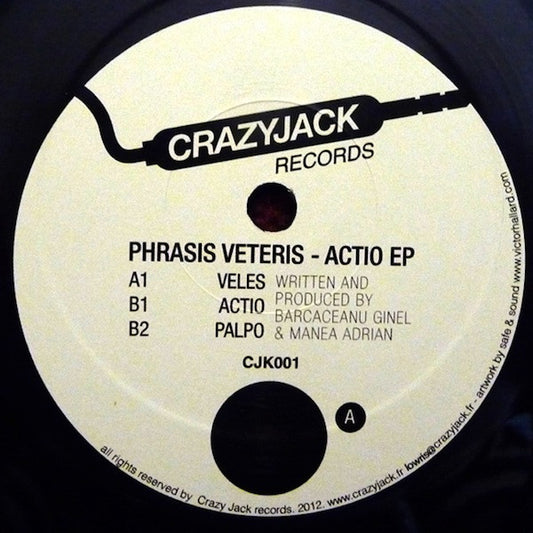 CRAZYJACK
RECORDS
PHRASIS VETERIS - ACTIO EP
A1 VELES
B1 ACTIO
B2 PALPO
WRITTEN AND
PRODUCED BY
BARCACEANU GINEL
& MANEA ADRIAN
CJK001
A
all rights reserved by Crazy Jack records. 2012. www.crazyjack.fr lowris@crazyjack.fr - artwork by safe & sound www.victorhallard.com